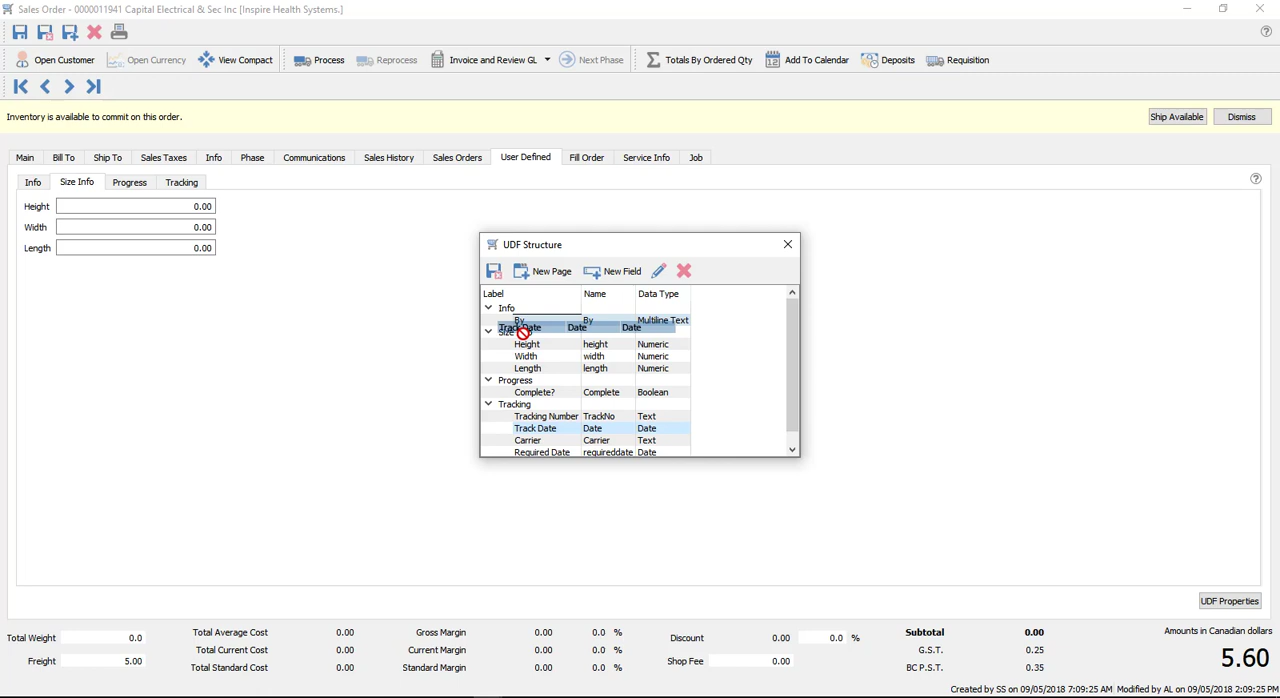 Sales Order - 0000011941 Capital Electrical & Sec Inc [Inspire Health Systems.]
Open Customer Open Currency View Compact Process Reprocess Invoice and Review GL Next Phase Totals By Ordered Qty 12 Add To Calendar Deposits Requisition
Inventory is available to commit on this order. Ship Available Dismiss
Main Bill To Ship To Sales Taxes Info Phase Communications Sales History Sales Orders User Defined Fill Order Service Info Job
Info Size Info Progress Tracking
Height 0.00
Width 0.00
Length 0.00
UDF Structure
New Page New Field
Label Name Data Type
Info
By By Multiline Text
Track Date Date Date
Height height Numeric
Width width Numeric
Length length Numeric
Progress
Complete? Complete Boolean
Tracking
Tracking Number TrackNo Text
Track Date Date Date
Carrier Carrier Text
Required Date requireddate Date
UDF Properties
Total Weight 0.0 Total Average Cost 0.00 Gross Margin 0.00 0.0 % Discount 0.00 0.0 % Subtotal 0.00 Amounts in Canadian dollars
Total Current Cost 0.00 Current Margin 0.00 0.0 % G.S.T. 0.25
Freight 5.00 Total Standard Cost 0.00 Standard Margin 0.00 0.0 % Shop Fee 0.00 BC P.S.T. 0.35 5.60
Created by SS on 09/05/2018 7:09:25 AM Modified by AL on 09/05/2018 2:09:25 PM